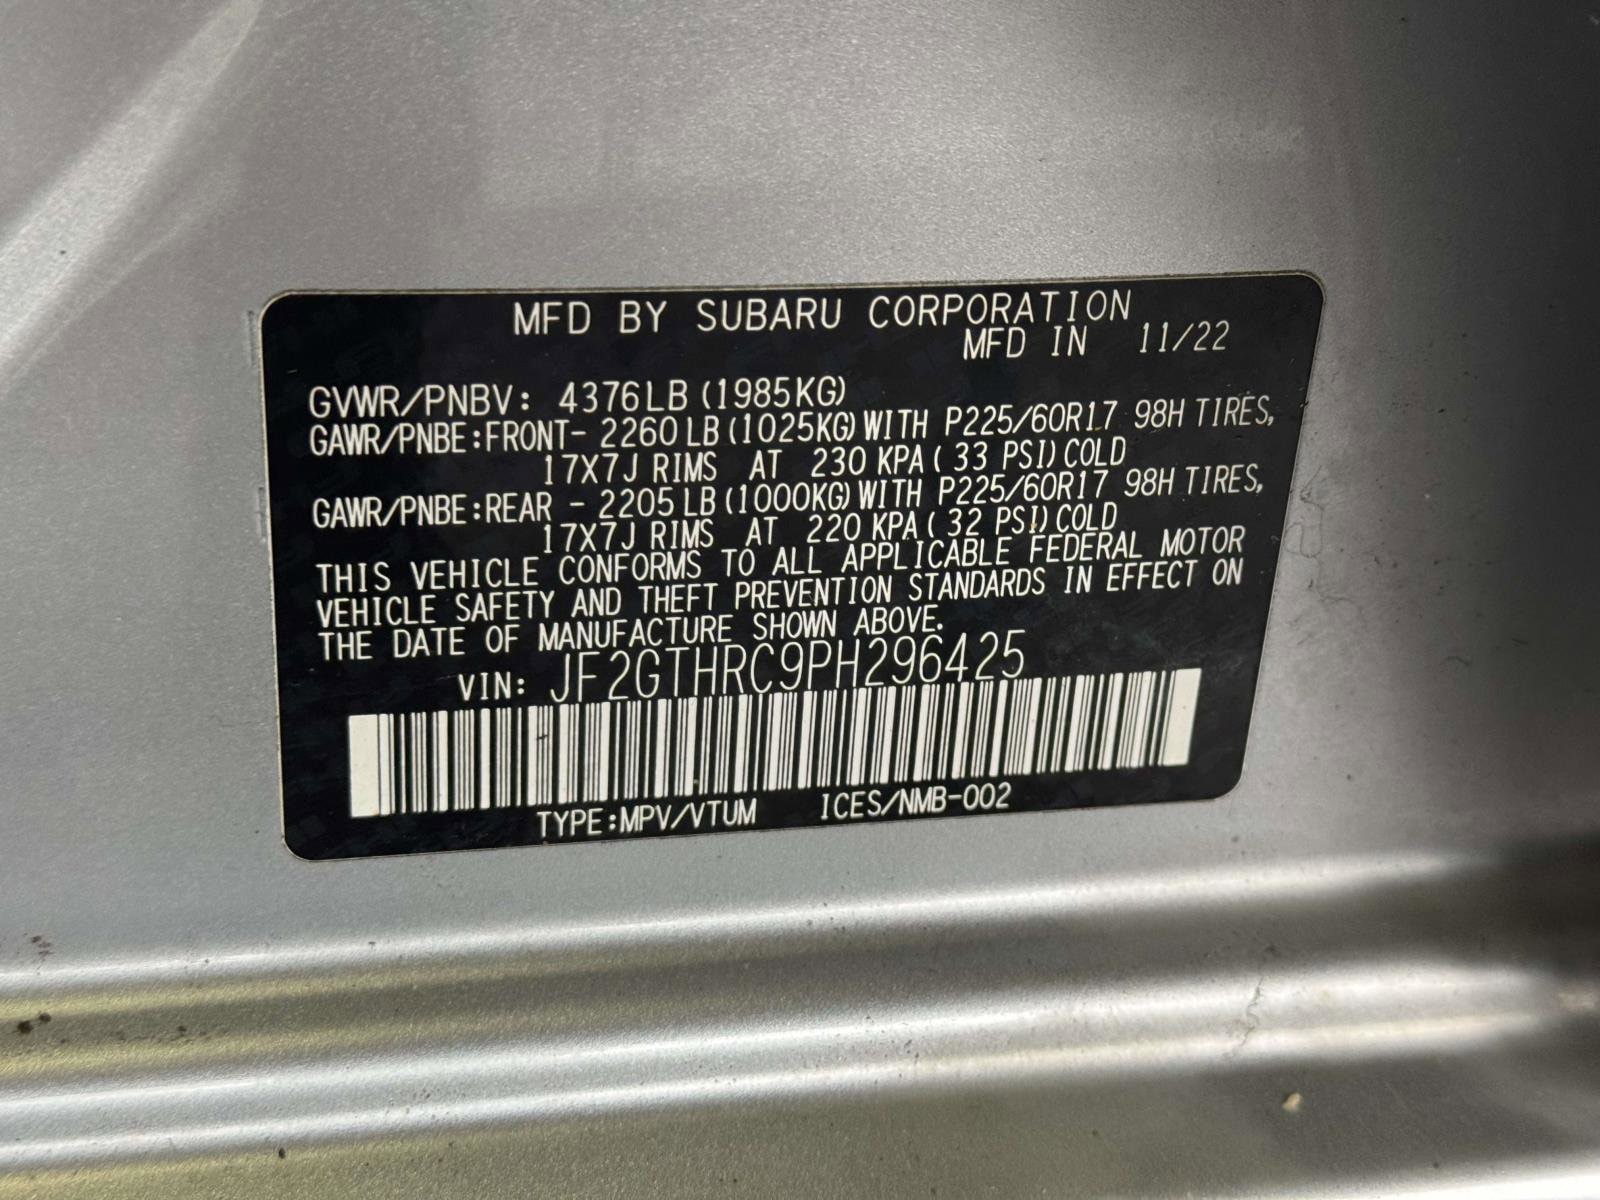 MFD BY SUBARU CORPORATION
MFD IN 11/22
GVWR/PNBV: 4376LB (1985KG)
GAWR/PNBE:FRONT- 2260 LB (1025KG) WITH P225/60R17 98H TIRES,
17X7J RIMS AT 230 KPA ( 33 PSI) COLD
GAWR/PNBE:REAR - 2205 LB (1000KG) WITH P225/60R17 98H TIRES,
17X7J RIMS AT 220 KPA ( 32 PSI) COLD
THIS VEHICLE CONFORMS TO ALL APPLICABLE FEDERAL MOTOR
VEHICLE SAFETY AND THEFT PREVENTION STANDARDS IN EFFECT ON
THE DATE OF MANUFACTURE SHOWN ABOVE.
VIN: JF2GTHRC9PH296425
TYPE:MPV/VTUM ICES/NMB-002